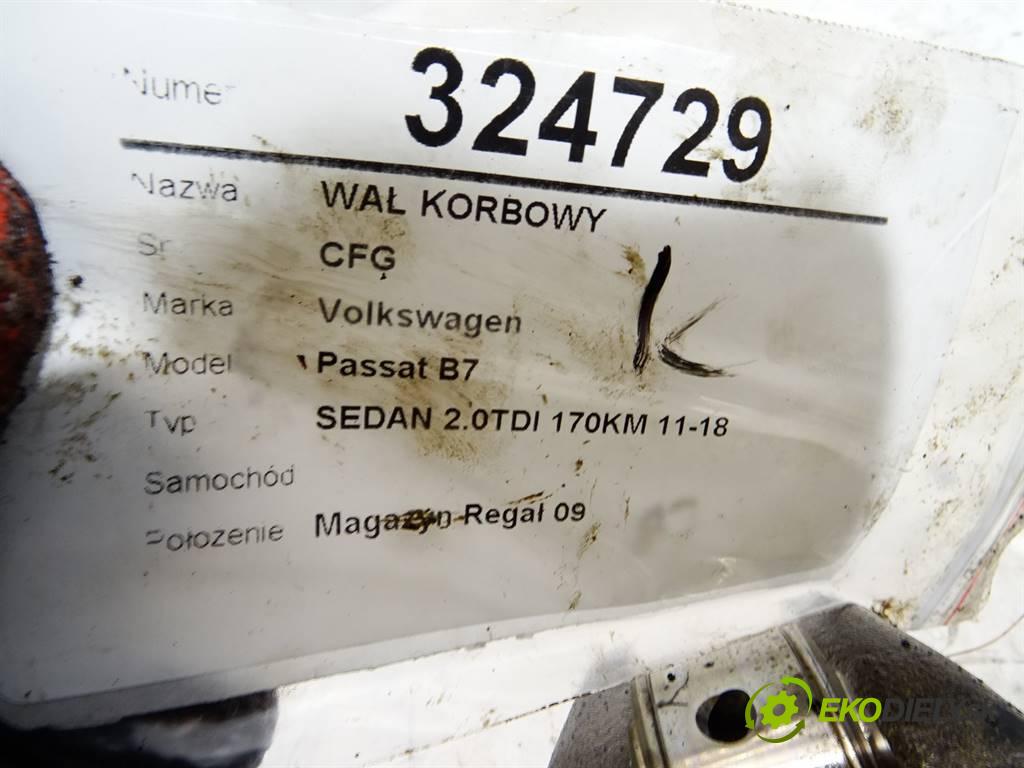 Numer 324729
Nazwa WAŁ KORBOWY
Sr CFG
Marka Volkswagen
Model Passat B7
Typ SEDAN 2.0TDI 170KM 11-18
Samochód
Położenie Magazyn Regał 09
K